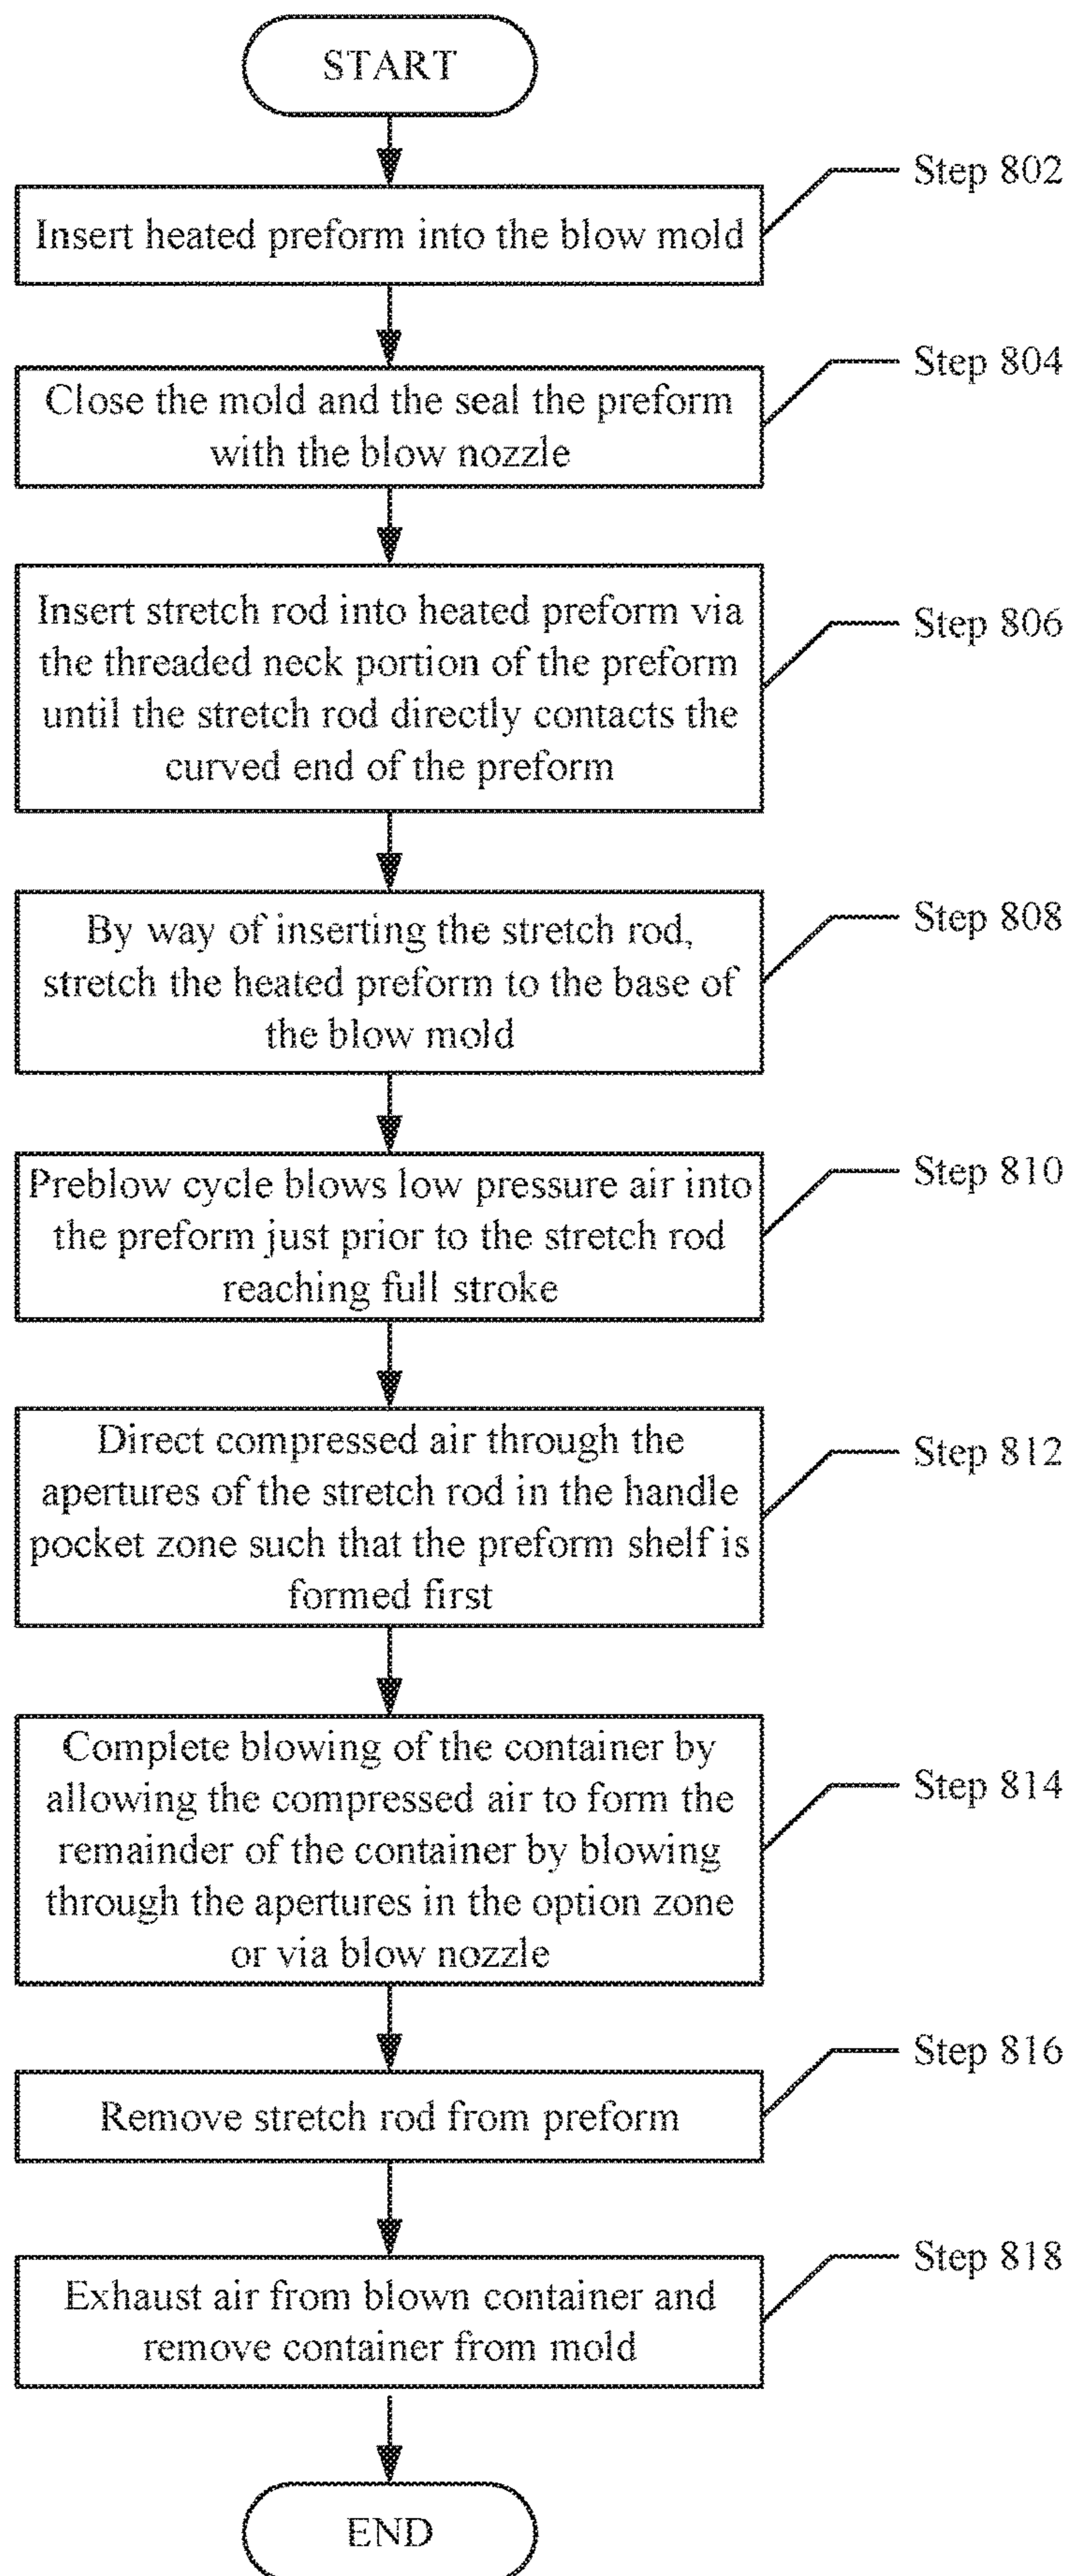 START
Step 802
Insert heated preform into the blow mold
Step 804
Close the mold and the seal the preform
with the blow nozzle
Step 806
Insert stretch rod into heated preform via
the threaded neck portion of the preform
until the stretch rod directly contacts the
curved end of the preform
Step 808
By way of inserting the stretch rod,
stretch the heated preform to the base of
the blow mold
Step 810
Preblow cycle blows low pressure air into
the preform just prior to the stretch rod
reaching full stroke
Step 812
Direct compressed air through the
apertures of the stretch rod in the handle
pocket zone such that the preform shelf is
formed first
Step 814
Complete blowing of the container by
allowing the compressed air to form the
remainder of the container by blowing
through the apertures in the option zone
or via blow nozzle
Step 816
Remove stretch rod from preform
Step 818
Exhaust air from blown container and
remove container from mold
END